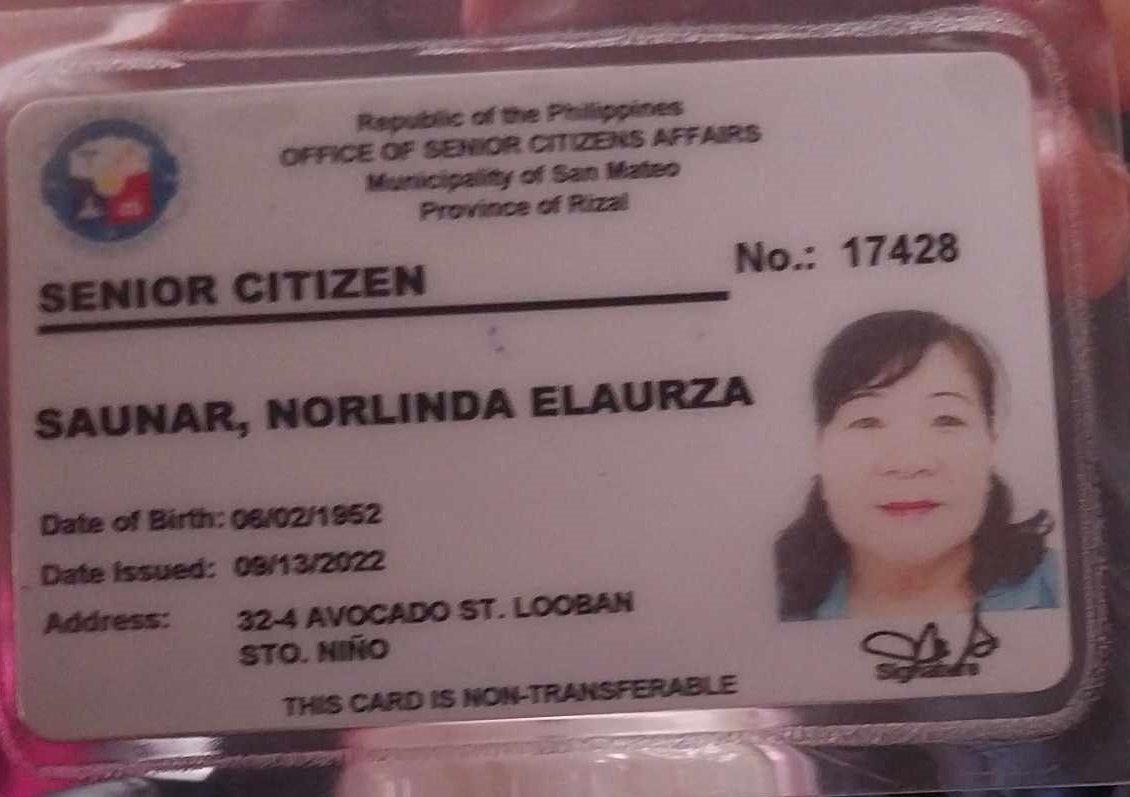 Republic of the Philippines
OFFICE OF SENIOR CITIZENS AFFAIRS
Municipality of San Mateo
Province of Rizal
No.: 17428
SENIOR CITIZEN
SAUNAR, NORLINDA ELAURZA
Date of Birth: 06/02/1952
Date Issued: 09/13/2022
Address: 32-4 AVOCADO ST. LOOBAN
STO. NIÑO
Signature
THIS CARD IS NON-TRANSFERABLE